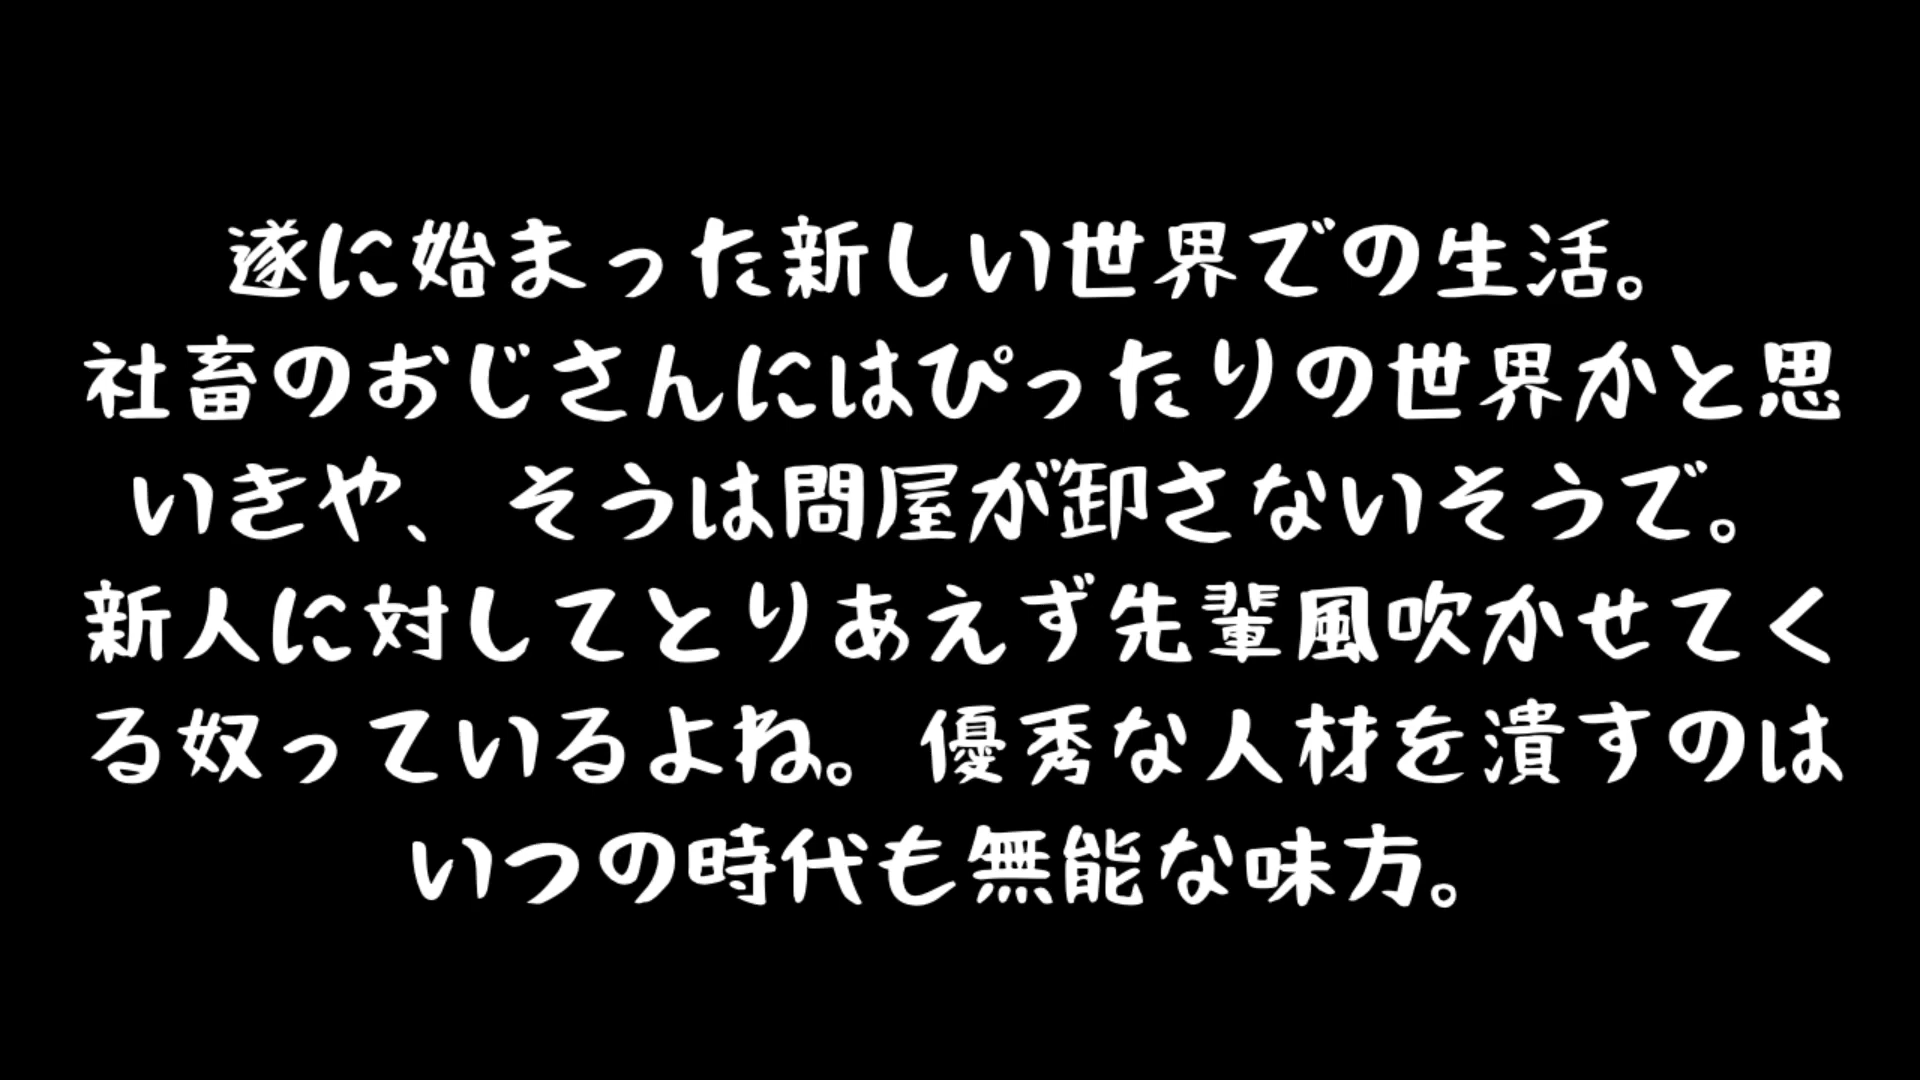 遂に始まった新しい世界での生活。
社畜のおじさんにはぴったりの世界かと思
いきや、そうは問屋が卸さないそうで。
新人に対してとりあえず先輩風吹かせてく
る奴っているよね。優秀な人材を潰すのは
いつの時代も無能な味方。